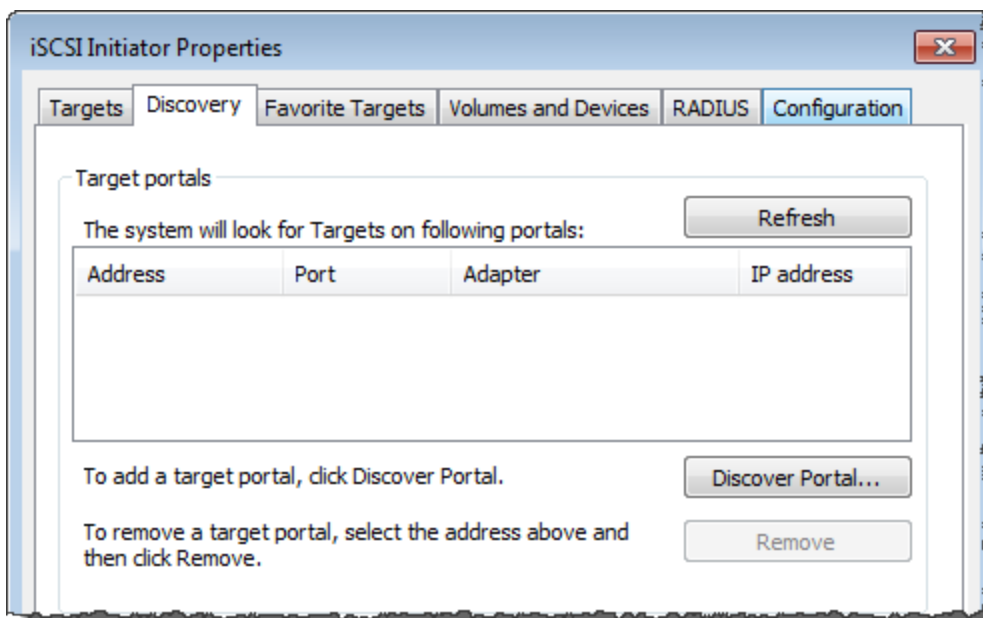 iSCSI Initiator Properties
Targets Discovery Favorite Targets Volumes and Devices RADIUS Configuration
Target portals
The system will look for Targets on following portals:
Refresh
Address Port Adapter IP address
To add a target portal, click Discover Portal.
Discover Portal...
To remove a target portal, select the address above and
then click Remove.
Remove